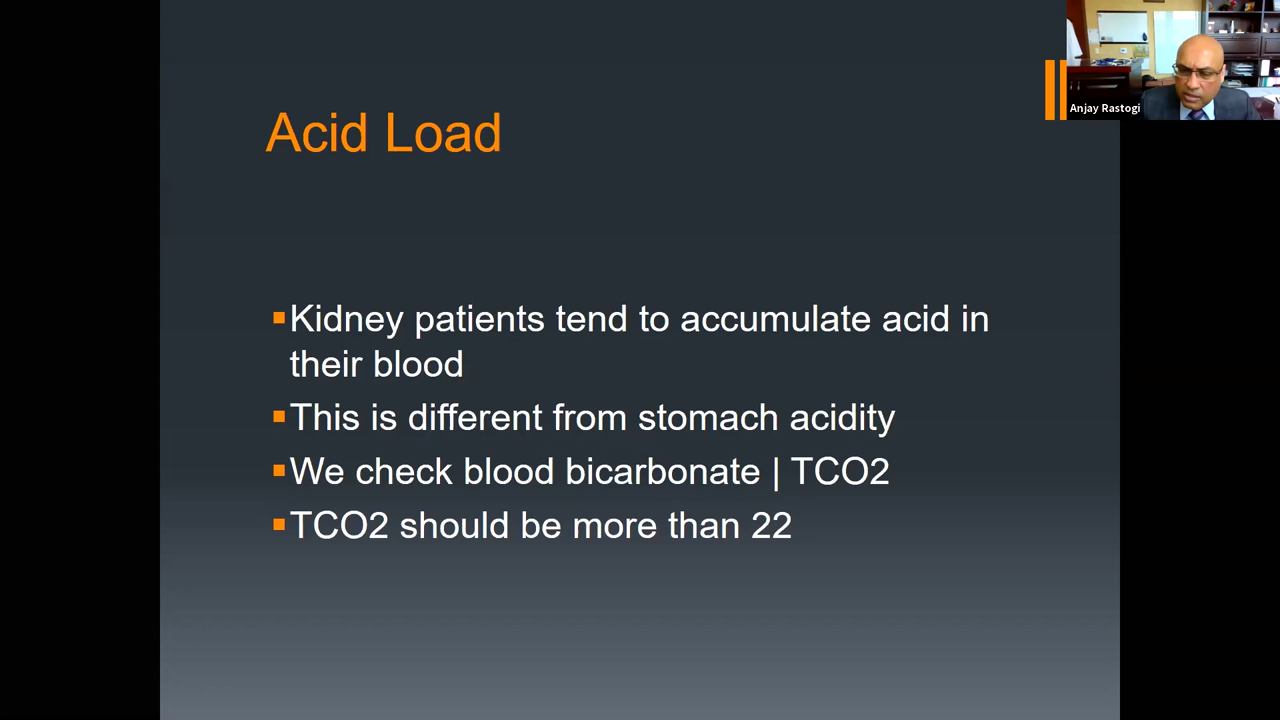 Acid Load
Anjay Rastogi
Kidney patients tend to accumulate acid in
their blood
This is different from stomach acidity
We check blood bicarbonate | TCO2
TCO2 should be more than 22